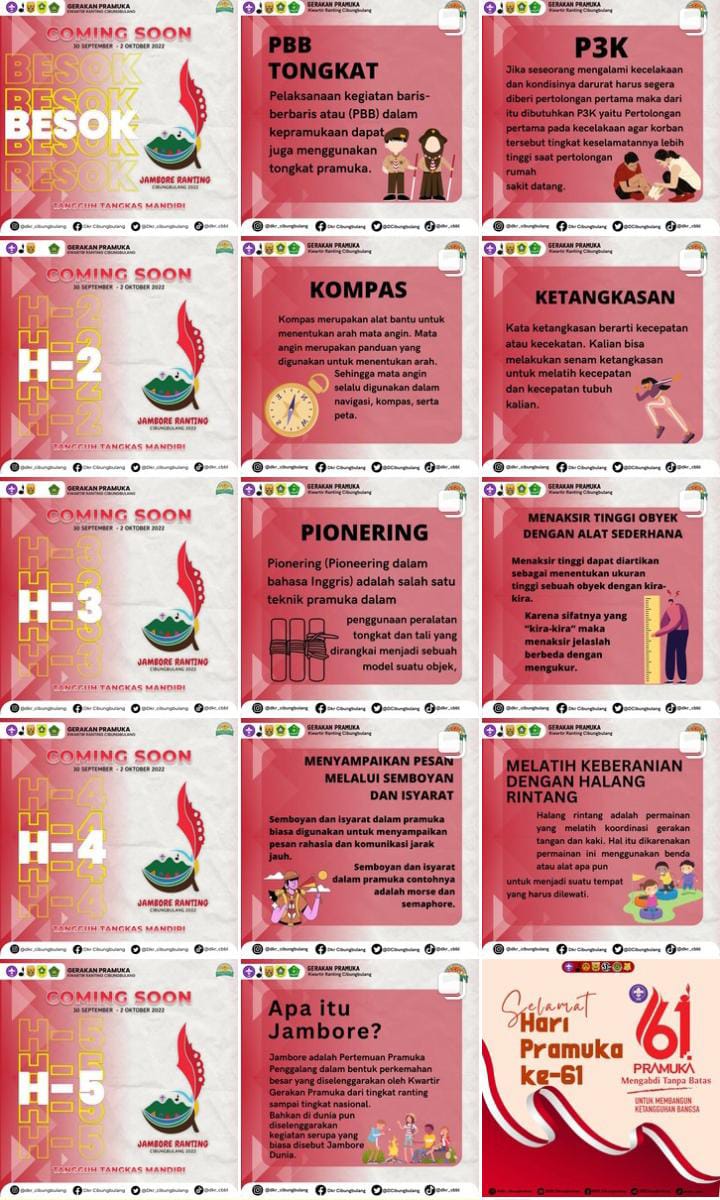 GERAKAN PRAMUKA
KWARTIR RANTING CIBUNGBULANG
COMING SOON
30 SEPTEMBER - 2 OKTOBER 2022
BESOK
BESOK
BESOK
BESOK
BESOK
JAMBORE RANTING
CIBUNGBULANG 2022
TANGGUH TANGKAS MANDIRI
@dkr_cibungbulang Dkr Cibungbulang @DCibungbulang @dkr_cbbl
GERAKAN PRAMUKA
Kwartir Ranting Cibungbulang
PBB
TONGKAT
Pelaksanaan kegiatan baris-
berbaris atau (PBB) dalam
kepramukaan dapat
juga menggunakan
tongkat pramuka.
@dkr_cibungbulang Dkr Cibungbulang @DCibungbulang @dkr_cbbl
GERAKAN PRAMUKA
Kwartir Ranting Cibungbulang
P3K
Jika seseorang mengalami kecelakaan
dan kondisinya darurat harus segera
diberi pertolongan pertama maka dari
itu dibutuhkan P3K yaitu Pertolongan
pertama pada kecelakaan agar korban
tersebut tingkat keselamatannya lebih
tinggi saat pertolongan
rumah
sakit datang.
@dkr_cibungbulang Dkr Cibungbulang @DCibungbulang @dkr_cbbl
GERAKAN PRAMUKA
KWARTIR RANTING CIBUNGBULANG
COMING SOON
30 SEPTEMBER - 2 OKTOBER 2022
H-2
H-2
H-2
H-2
H-2
JAMBORE RANTING
CIBUNGBULANG 2022
TANGGUH TANGKAS MANDIRI
@dkr_cibungbulang Dkr Cibungbulang @DCibungbulang @dkr_cbbl
GERAKAN PRAMUKA
Kwartir Ranting Cibungbulang
KOMPAS
Kompas merupakan alat bantu untuk
menentukan arah mata angin. Mata
angin merupakan panduan yang
digunakan untuk menentukan arah.
Sehingga mata angin
selalu digunakan dalam
navigasi, kompas, serta
peta.
@dkr_cibungbulang Dkr Cibungbulang @DCibungbulang @dkr_cbbl
GERAKAN PRAMUKA
Kwartir Ranting Cibungbulang
KETANGKASAN
Kata ketangkasan berarti kecepatan
atau kecekatan. Kalian bisa
melakukan senam ketangkasan
untuk melatih kecepatan
dan kecepatan tubuh
kalian.
@dkr_cibungbulang Dkr Cibungbulang @DCibungbulang @dkr_cbbl
GERAKAN PRAMUKA
KWARTIR RANTING CIBUNGBULANG
COMING SOON
30 SEPTEMBER - 2 OKTOBER 2022
H-3
H-3
H-3
H-3
H-3
JAMBORE RANTING
CIBUNGBULANG 2022
TANGGUH TANGKAS MANDIRI
@dkr_cibungbulang Dkr Cibungbulang @DCibungbulang @dkr_cbbl
GERAKAN PRAMUKA
Kwartir Ranting Cibungbulang
PIONERING
Pionering (Pioneering dalam
bahasa Inggris) adalah salah satu
teknik pramuka dalam
penggunaan peralatan
tongkat dan tali yang
dirangkai menjadi sebuah
model suatu objek,
@dkr_cibungbulang Dkr Cibungbulang @DCibungbulang @dkr_cbbl
GERAKAN PRAMUKA
Kwartir Ranting Cibungbulang
MENAKSIR TINGGI OBYEK
DENGAN ALAT SEDERHANA
Menaksir tinggi dapat diartikan
sebagai menentukan ukuran
tinggi sebuah obyek dengan kira-
kira.
Karena sifatnya yang
“kira-kira” maka
menaksir jelaslah
berbeda dengan
mengukur.
@dkr_cibungbulang Dkr Cibungbulang @DCibungbulang @dkr_cbbl
GERAKAN PRAMUKA
KWARTIR RANTING CIBUNGBULANG
COMING SOON
30 SEPTEMBER - 2 OKTOBER 2022
H-4
H-4
H-4
H-4
H-4
JAMBORE RANTING
CIBUNGBULANG 2022
TANGGUH TANGKAS MANDIRI
@dkr_cibungbulang Dkr Cibungbulang @DCibungbulang @dkr_cbbl
GERAKAN PRAMUKA
Kwartir Ranting Cibungbulang
MENYAMPAIKAN PESAN
MELALUI SEMBOYAN
DAN ISYARAT
Semboyan dan isyarat dalam pramuka
biasa digunakan untuk menyampaikan
pesan rahasia dan komunikasi jarak
jauh.
Semboyan dan isyarat
dalam pramuka contohnya
adalah morse dan
semaphore.
@dkr_cibungbulang Dkr Cibungbulang @DCibungbulang @dkr_cbbl
GERAKAN PRAMUKA
Kwartir Ranting Cibungbulang
MELATIH KEBERANIAN
DENGAN HALANG
RINTANG
Halang rintang adalah permainan
yang melatih koordinasi gerakan
tangan dan kaki. Hal itu dikarenakan
permainan ini menggunakan benda
atau alat apa pun
untuk menjadi suatu tempat
yang harus dilewati.
@dkr_cibungbulang Dkr Cibungbulang @DCibungbulang @dkr_cbbl
GERAKAN PRAMUKA
KWARTIR RANTING CIBUNGBULANG
COMING SOON
30 SEPTEMBER - 2 OKTOBER 2022
H-5
H-5
H-5
H-5
H-5
JAMBORE RANTING
CIBUNGBULANG 2022
TANGGUH TANGKAS MANDIRI
@dkr_cibungbulang Dkr Cibungbulang @DCibungbulang @dkr_cbbl
GERAKAN PRAMUKA
Kwartir Ranting Cibungbulang
Apa itu
Jambore?
Jambore adalah Pertemuan Pramuka
Penggalang dalam bentuk perkemahan
besar yang diselenggarakan oleh Kwartir
Gerakan Pramuka dari tingkat ranting
sampai tingkat nasional.
Bahkan di dunia pun
diselenggarakan
kegiatan serupa yang
biasa disebut Jambore
Dunia.
@dkr_cibungbulang Dkr Cibungbulang @DCibungbulang @dkr_cbbl
Selamat
Hari
Pramuka
ke-61
61
PRAMUKA
Mengabdi Tanpa Batas
UNTUK MEMBANGUN
KETANGGUHAN BANGSA